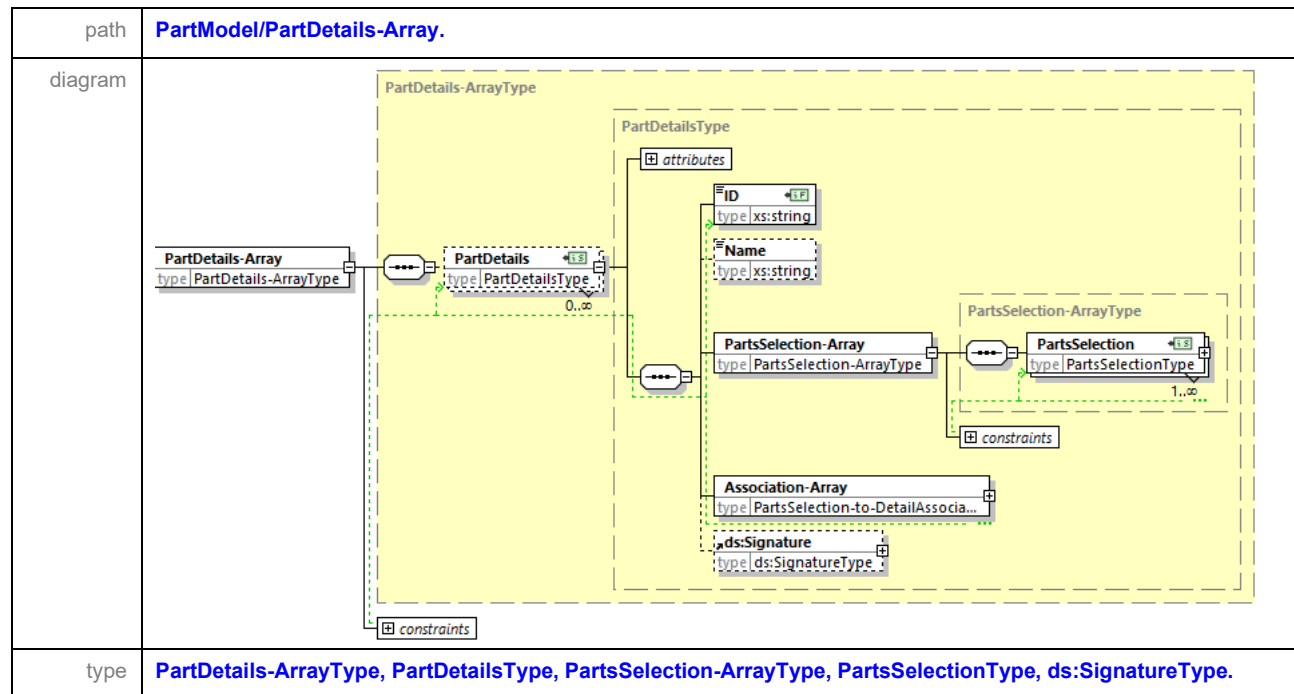 path
PartModel/PartDetails-Array.
diagram
PartDetails-ArrayType
PartDetailsType
attributes
ID
type xs:string
Name
type xs:string
PartDetails-Array
type PartDetails-ArrayType
PartDetails
type PartDetailsType
0..∞
PartsSelection-Array
type PartsSelection-ArrayType
PartsSelection-ArrayType
PartsSelection
type PartsSelectionType
1..∞
constraints
Association-Array
type PartsSelection-to-DetailAssocia...
ds:Signature
type ds:SignatureType
constraints
type
PartDetails-ArrayType, PartDetailsType, PartsSelection-ArrayType, PartsSelectionType, ds:SignatureType.